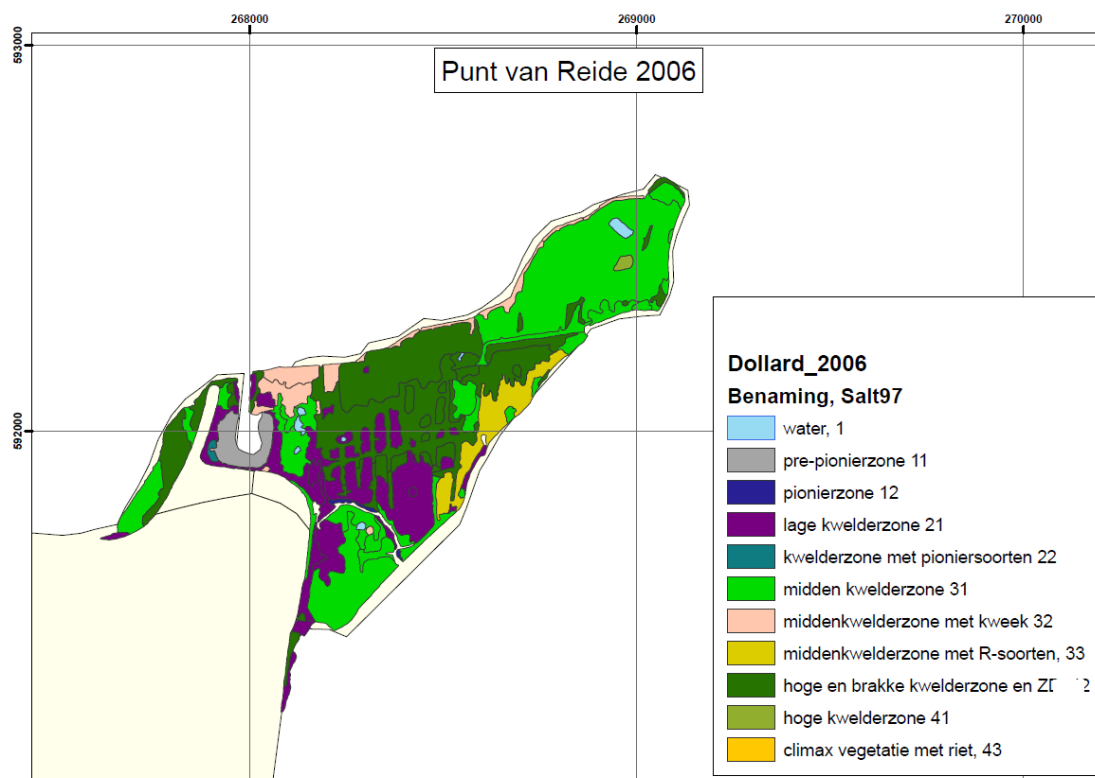 268000 269000 270000
593000
Punt van Reide 2006
592000
Dollard_2006
Benaming, Salt97
water, 1
pre-pionierzone 11
pionierzone 12
lage kwelderzone 21
kwelderzone met pioniersoorten 22
midden kwelderzone 31
middenkwelderzone met kweek 32
middenkwelderzone met R-soorten, 33
hoge en brakke kwelderzone en
hoge kwelderzone 41
climax vegetatie met riet, 43